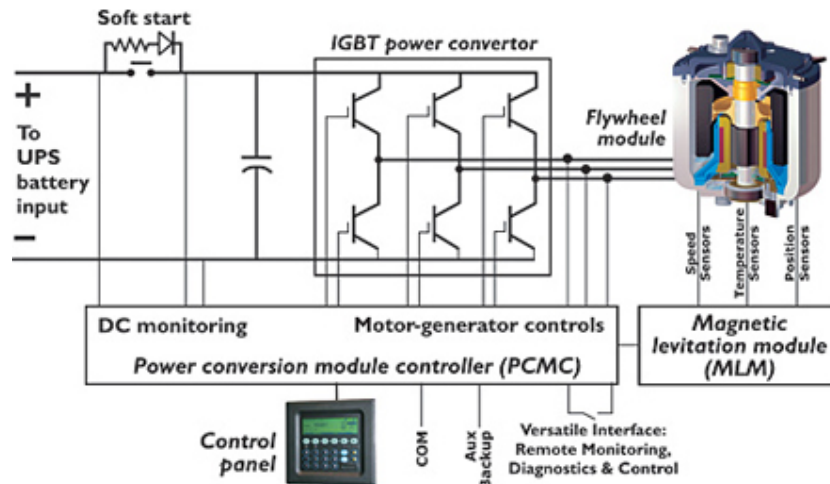 Soft start
IGBT power convertor
+
To
UPS
battery
input
−
Flywheel
module
Speed
Sensors
Temperature
Sensors
Position
Sensors
DC monitoring
Motor-generator controls
Power conversion module controller (PCMC)
Magnetic
levitation module
(MLM)
Control
panel
COM
Aux
Backup
Versatile Interface:
Remote Monitoring,
Diagnostics & Control